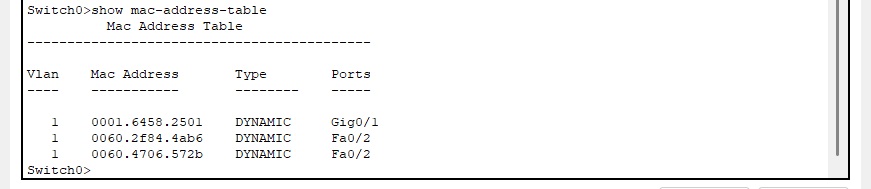 Switch0>show mac-address-table
Mac Address Table
-------------------------------------------
Vlan    Mac Address       Type        Ports
----    -----------       --------    -----
1    0001.6458.2501    DYNAMIC     Gig0/1
1    0060.2f84.4ab6    DYNAMIC     Fa0/2
1    0060.4706.572b    DYNAMIC     Fa0/2
Switch0>